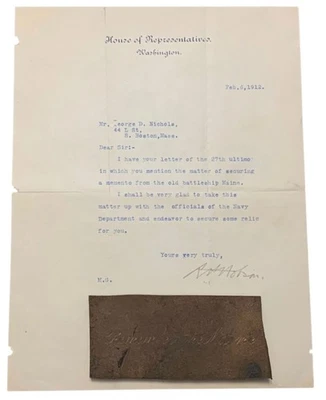 House of Representatives.
Washington.
Feb. 6, 1912.
Mr. George D. Nichols,
44 L St,
S. Boston, Mass.
Dear Sir:-
I have your letter of the 27th ultimo
in which you mention the matter of securing
a memento from the old battleship Maine.
I shall be very glad to take this
matter up with the officials of the Navy
Department and endeavor to secure some relic
for you.
Yours very truly,
M.S.